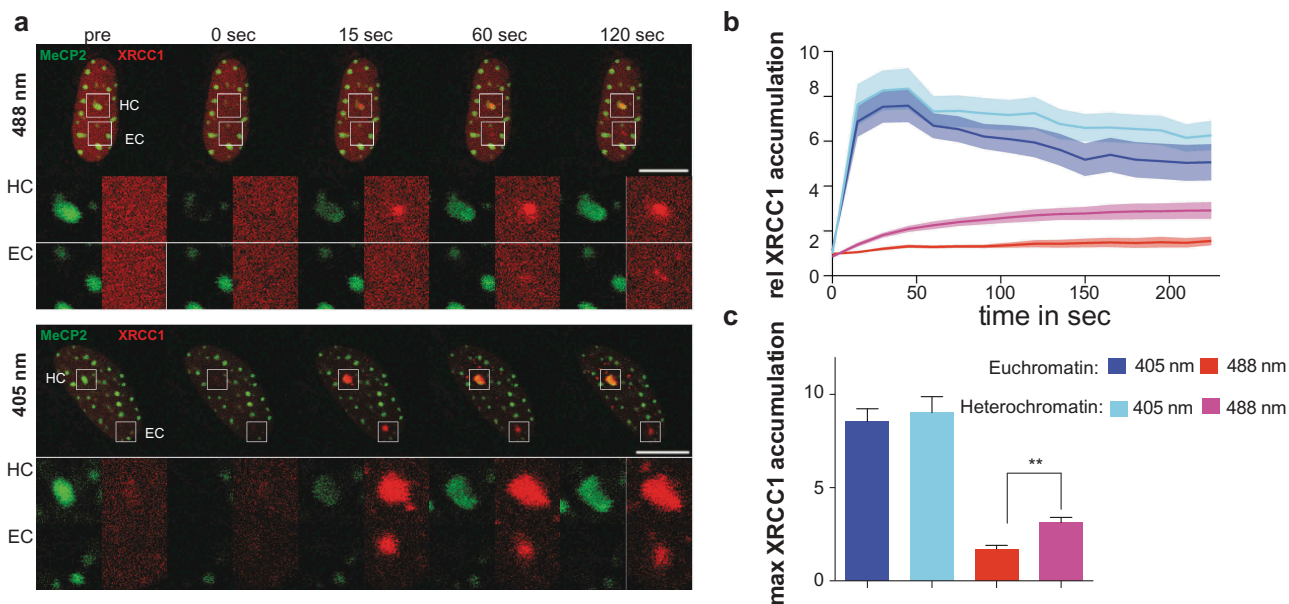 a
pre 0 sec 15 sec 60 sec 120 sec
MeCP2 XRCC1
488 nm
HC
EC
HC
EC
MeCP2 XRCC1
405 nm
HC
EC
HC
EC
b
rel XRCC1 accumulation
10
8
6
4
2
0
0 50 100 150 200
time in sec
c
max XRCC1 accumulation
10
5
0
**
Euchromatin: 405 nm 488 nm
Heterochromatin: 405 nm 488 nm